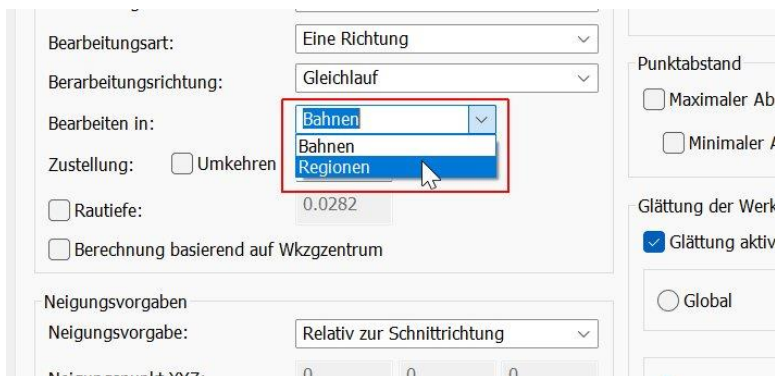 Bearbeitungsart:
Eine Richtung
Berarbeitungsrichtung:
Gleichlauf
Bearbeiten in:
Bahnen
Bahnen
Regionen
Zustellung:
Umkehren
Rautiefe:
0.0282
Berechnung basierend auf Wkzgzentrum
Neigungsvorgaben
Neigungsvorgabe:
Relativ zur Schnittrichtung
0
0
0
Punktabstand
Maximaler Ab
Minimaler
Glättung der Werk
Glättung aktiv
Global